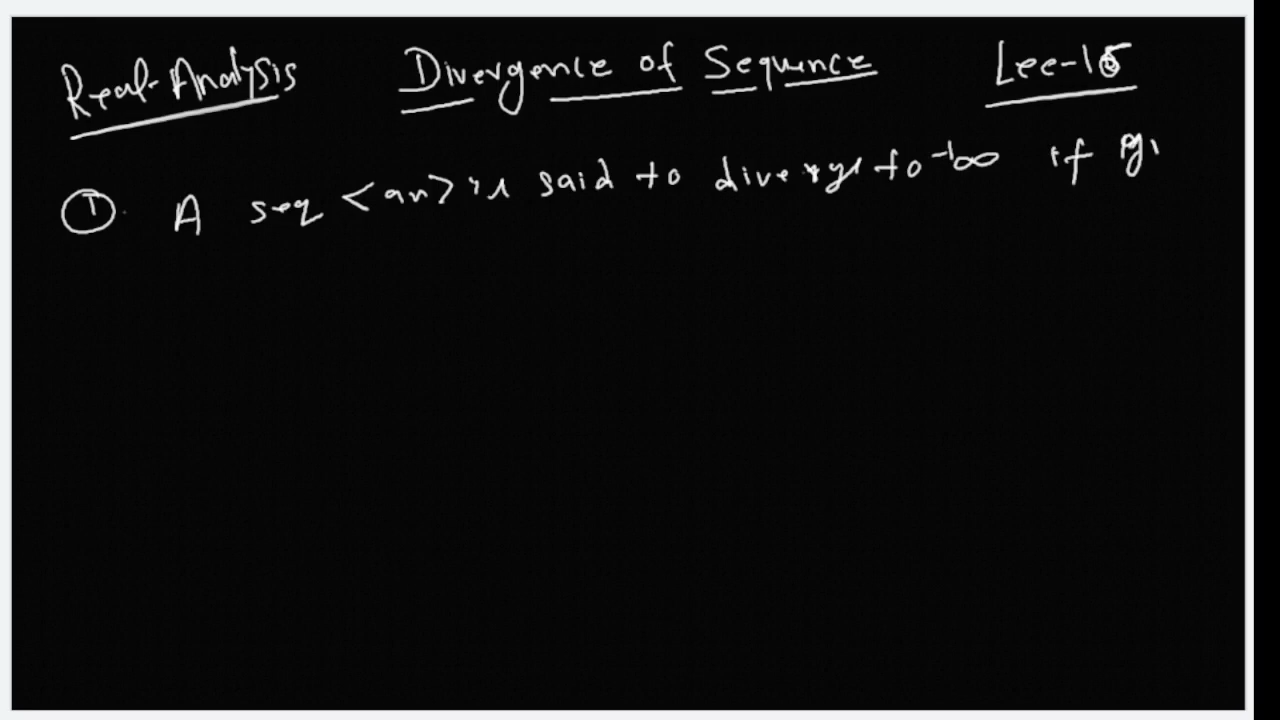 Real-Analysis Divergence of Sequence Lec-15
① A seq <an> is said to diverge to +∞ if